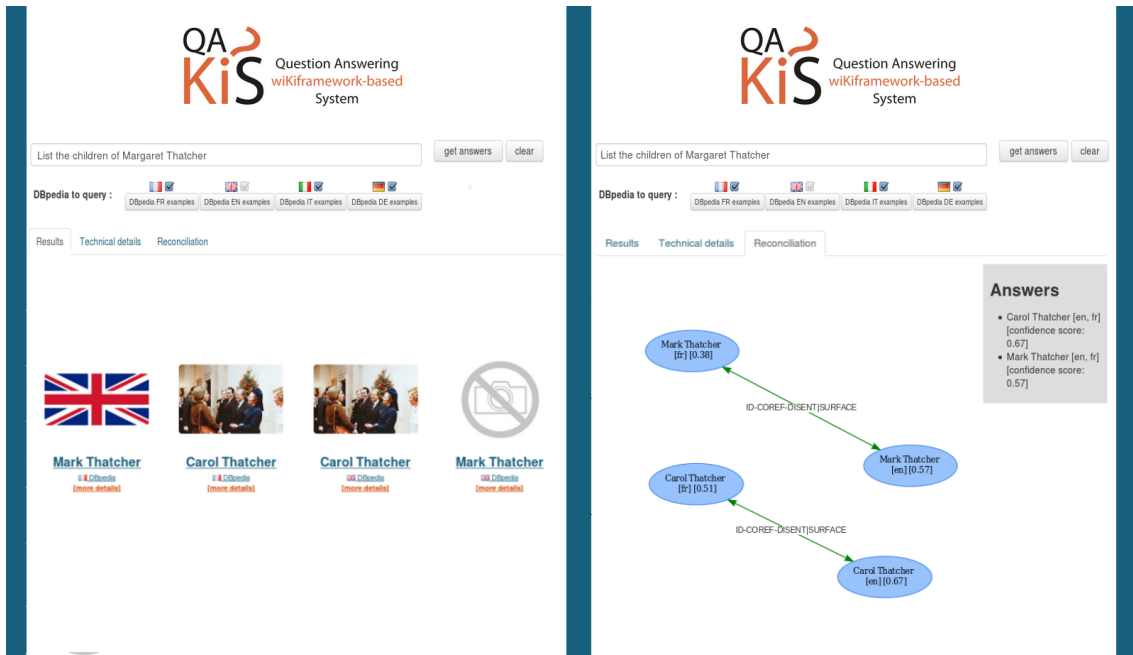 QA
KiS
Question Answering
wiKiframework-based
System
List the children of Margaret Thatcher
get answers
clear
DBpedia to query :
DBpedia FR examples
DBpedia EN examples
DBpedia IT examples
DBpedia DE examples
Results
Technical details
Reconciliation
Mark Thatcher
DBpedia
[more details]
Carol Thatcher
DBpedia
[more details]
Carol Thatcher
DBpedia
[more details]
Mark Thatcher
DBpedia
[more details]
QA
KiS
Question Answering
wiKiframework-based
System
List the children of Margaret Thatcher
get answers
clear
DBpedia to query :
DBpedia FR examples
DBpedia EN examples
DBpedia IT examples
DBpedia DE examples
Results
Technical details
Reconciliation
Answers
• Carol Thatcher [en, fr]
[confidence score:
0.67]
• Mark Thatcher [en, fr]
[confidence score:
0.57]
Mark Thatcher
[fr] [0.38]
ID-COREF-DISENT|SURFACE
Mark Thatcher
[en] [0.57]
Carol Thatcher
[fr] [0.51]
ID-COREF-DISENT|SURFACE
Carol Thatcher
[en] [0.67]